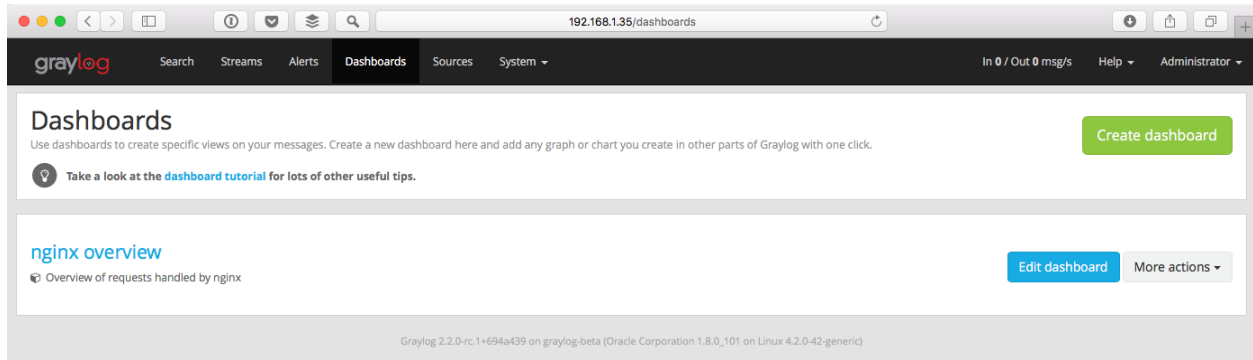 192.168.1.35/dashboards
graylog Search Streams Alerts Dashboards Sources System In 0 / Out 0 msg/s Help Administrator
Dashboards
Create dashboard
Use dashboards to create specific views on your messages. Create a new dashboard here and add any graph or chart you create in other parts of Graylog with one click.
Take a look at the dashboard tutorial for lots of other useful tips.
nginx overview
Edit dashboard More actions
Overview of requests handled by nginx
Graylog 2.2.0-rc.1+694a439 on graylog-beta (Oracle Corporation 1.8.0_101 on Linux 4.2.0-42-generic)